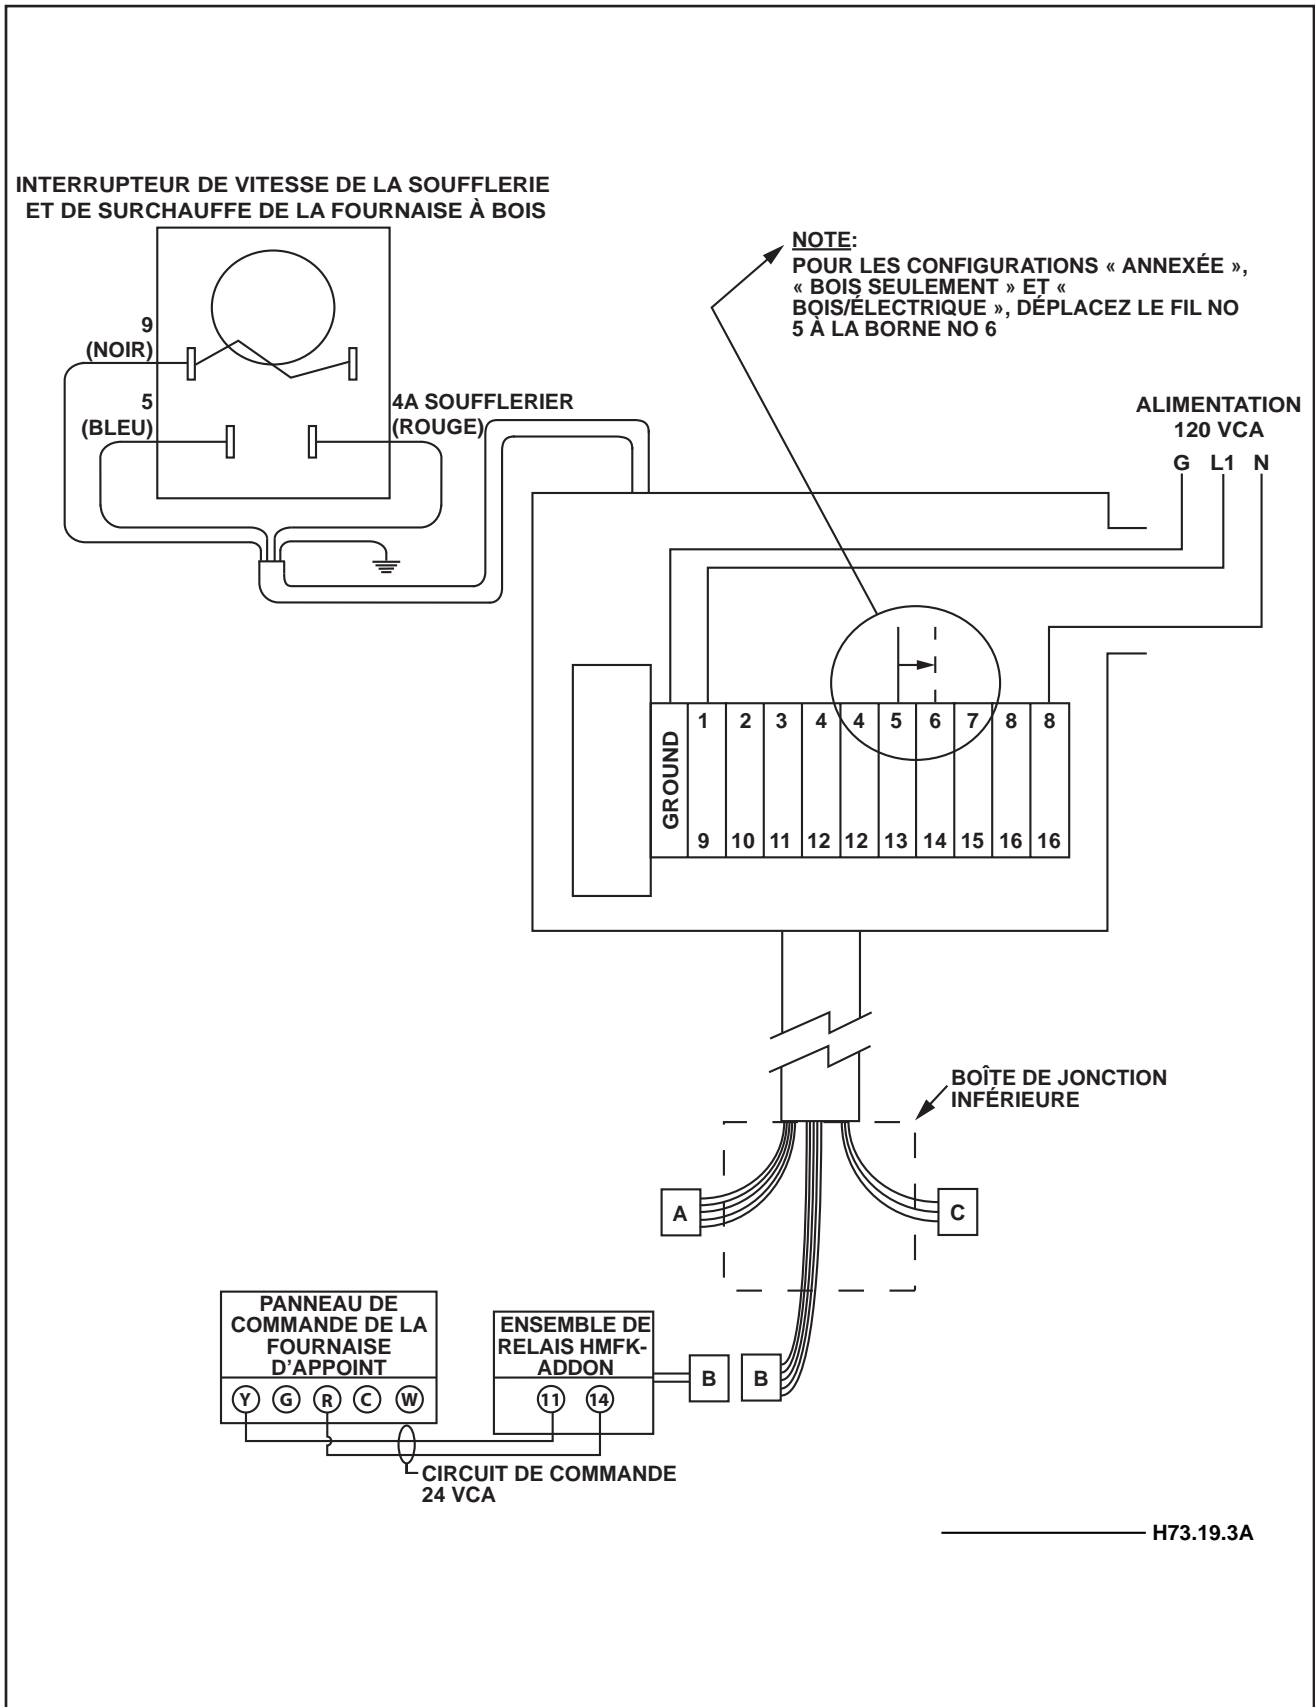 INTERRUPTEUR DE VITESSE DE LA SOUFFLERIE
ET DE SURCHAUFFE DE LA FOURNAISE À BOIS
9
(NOIR)
5
(BLEU)
4A SOUFFLERIER
(ROUGE)
NOTE:
POUR LES CONFIGURATIONS « ANNEXÉE »,
« BOIS SEULEMENT » ET «
BOIS/ÉLECTRIQUE », DÉPLACEZ LE FIL NO
5 À LA BORNE NO 6
ALIMENTATION
120 VCA
G L1 N
GROUND
1 2 3 4 4 5 6 7 8 8
9 10 11 12 12 13 14 15 16 16
BOÎTE DE JONCTION
INFÉRIEURE
A
C
PANNEAU DE
COMMANDE DE LA
FOURNAISE
D'APPOINT
Y G R C W
ENSEMBLE DE
RELAIS HMFK-
ADDON
11 14
B
B
CIRCUIT DE COMMANDE
24 VCA
H73.19.3A